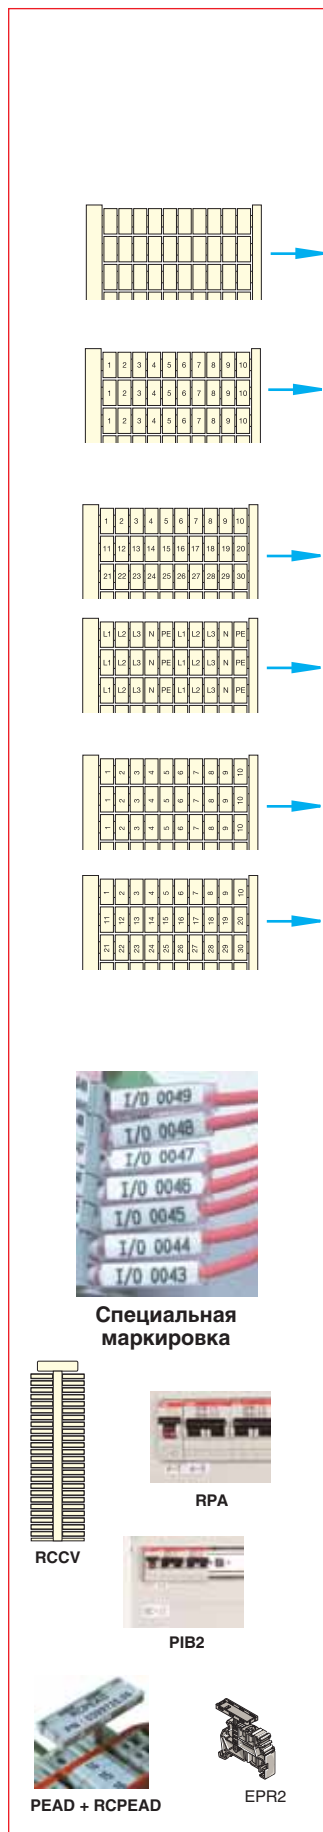 1 2 3 4 5 6 7 8 9 10
1 2 3 4 5 6 7 8 9 10
1 2 3 4 5 6 7 8 9 10
1 2 3 4 5 6 7 8 9 10
11 12 13 14 15 16 17 18 19 20
21 22 23 24 25 26 27 28 29 30
L1 L2 L3 N PE L1 L2 L3 N PE
L1 L2 L3 N PE L1 L2 L3 N PE
L1 L2 L3 N PE L1 L2 L3 N PE
1 2 3 4 5 6 7 8 9 10
1 2 3 4 5 6 7 8 9 10
1 2 3 4 5 6 7 8 9 10
1 2 3 4 5 6 7 8 9 10
11 12 13 14 15 16 17 18 19 20
21 22 23 24 25 26 27 28 29 30
I/O 0049
I/O 0048
I/O 0047
I/O 0046
I/O 0045
I/O 0044
I/O 0043
Специальная
маркировка
RCCV
RPA
PIB2
PEAD + RCPEAD
EPR2